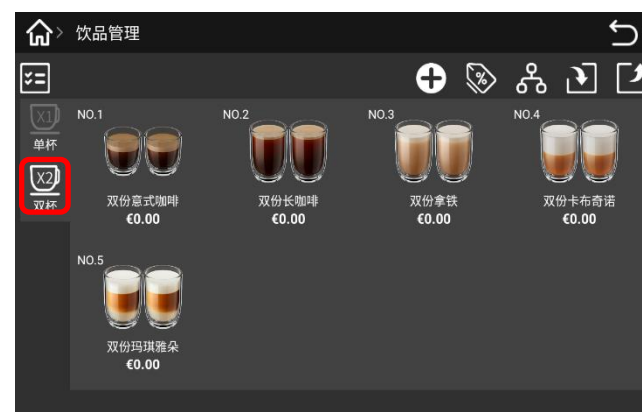 饮品管理
X1
单杯
X2
双杯
NO.1
双份意式咖啡
€0.00
NO.2
双份长咖啡
€0.00
NO.3
双份拿铁
€0.00
NO.4
双份卡布奇诺
€0.00
NO.5
双份玛琪雅朵
€0.00